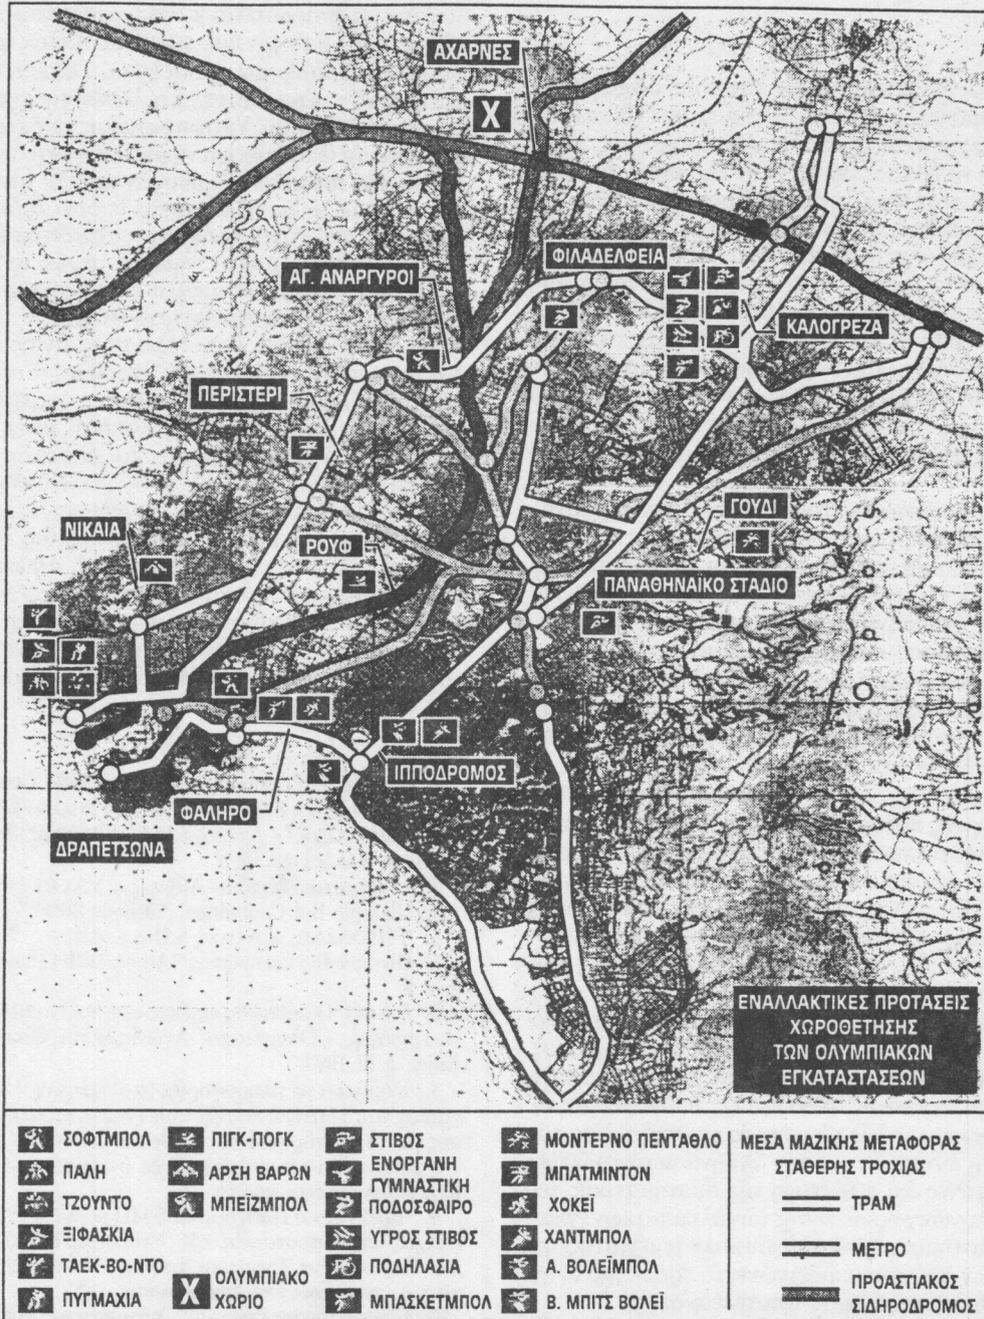 ΑΧΑΡΝΕΣ
Χ
ΦΙΛΑΔΕΛΦΕΙΑ
ΑΓ. ΑΝΑΡΓΥΡΟΙ
ΚΑΛΟΓΡΕΖΑ
ΠΕΡΙΣΤΕΡΙ
ΓΟΥΔΙ
ΝΙΚΑΙΑ
ΡΟΥΦ
ΠΑΝΑΘΗΝΑΪΚΟ ΣΤΑΔΙΟ
ΙΠΠΟΔΡΟΜΟΣ
ΦΑΛΗΡΟ
ΔΡΑΠΕΤΣΩΝΑ
ΕΝΑΛΛΑΚΤΙΚΕΣ ΠΡΟΤΑΣΕΙΣ
ΧΩΡΟΘΕΤΗΣΗΣ
ΤΩΝ ΟΛΥΜΠΙΑΚΩΝ
ΕΓΚΑΤΑΣΤΑΣΕΩΝ
ΣΟΦΤΜΠΟΛ
ΠΑΛΗ
ΤΖΟΥΝΤΟ
ΞΙΦΑΣΚΙΑ
ΤΑΕΚ-ΒΟ-ΝΤΟ
ΠΥΓΜΑΧΙΑ
ΠΙΓΚ-ΠΟΓΚ
ΑΡΣΗ ΒΑΡΩΝ
ΜΠΕΪΖΜΠΟΛ
Χ
ΟΛΥΜΠΙΑΚΟ
ΧΩΡΙΟ
ΣΤΙΒΟΣ
ΕΝΟΡΓΑΝΗ
ΓΥΜΝΑΣΤΙΚΗ
ΠΟΔΟΣΦΑΙΡΟ
ΥΓΡΟΣ ΣΤΙΒΟΣ
ΠΟΔΗΛΑΣΙΑ
ΜΠΑΣΚΕΤΜΠΟΛ
ΜΟΝΤΕΡΝΟ ΠΕΝΤΑΘΛΟ
ΜΠΑΝΤΜΙΝΤΟΝ
ΧΟΚΕΪ
ΧΑΝΤΜΠΟΛ
Α. ΒΟΛΕΪΜΠΟΛ
Β. ΜΠΙΤΣ ΒΟΛΕΪ
ΜΕΣΑ ΜΑΖΙΚΗΣ ΜΕΤΑΦΟΡΑΣ
ΣΤΑΘΕΡΗΣ ΤΡΟΧΙΑΣ
ΤΡΑΜ
ΜΕΤΡΟ
ΠΡΟΑΣΤΙΑΚΟΣ
ΣΙΔΗΡΟΔΡΟΜΟΣ